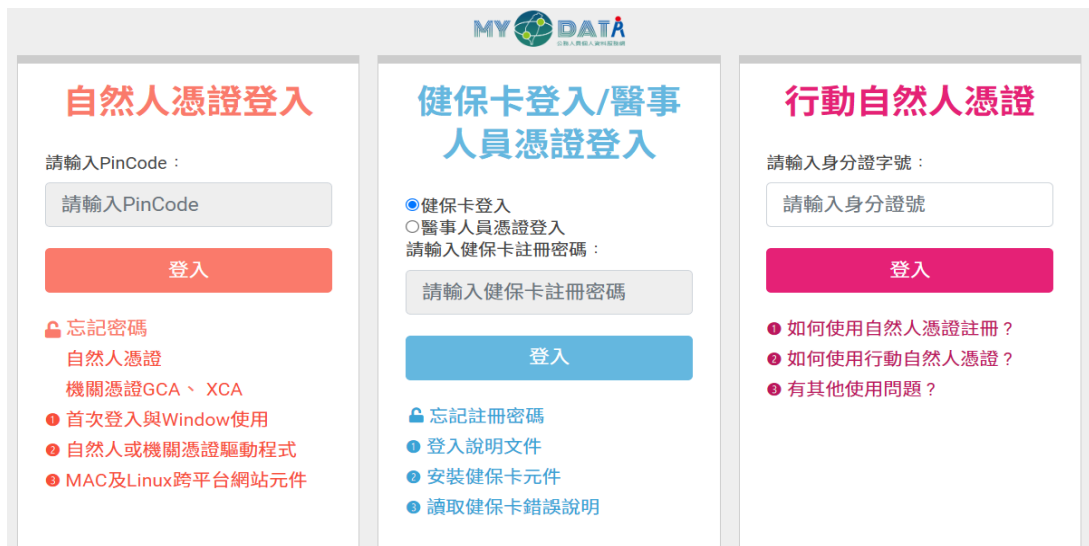 MY DATA
公務人員個人資料服務網
自然人憑證登入
請輸入PinCode：
請輸入PinCode
登入
忘記密碼
自然人憑證
機關憑證GCA、 XCA
❶ 首次登入與Window使用
❷ 自然人或機關憑證驅動程式
❸ MAC及Linux跨平台網站元件
健保卡登入/醫事
人員憑證登入
健保卡登入
醫事人員憑證登入
請輸入健保卡註冊密碼：
請輸入健保卡註冊密碼
登入
忘記註冊密碼
❶ 登入說明文件
❷ 安裝健保卡元件
❸ 讀取健保卡錯誤說明
行動自然人憑證
請輸入身分證字號：
請輸入身分證號
登入
❶ 如何使用自然人憑證註冊？
❷ 如何使用行動自然人憑證？
❸ 有其他使用問題？